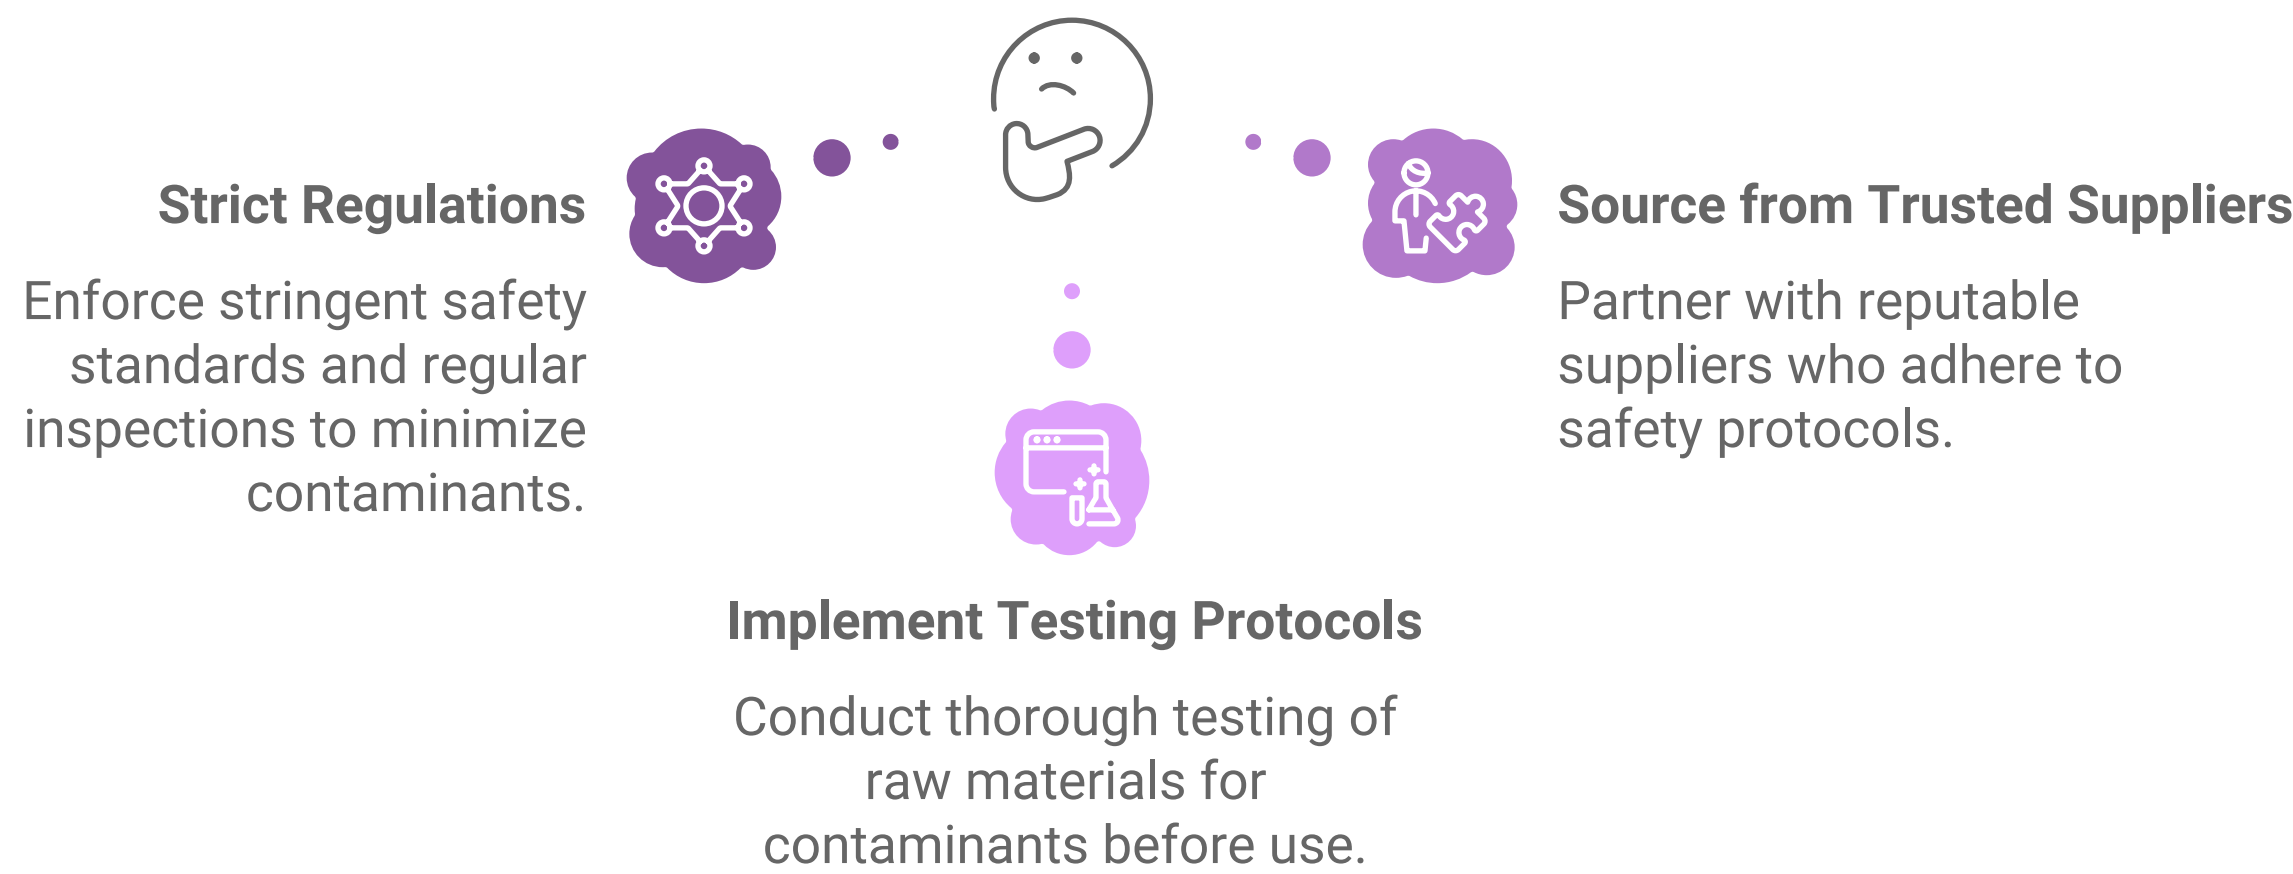 Strict Regulations
Enforce stringent safety
standards and regular
inspections to minimize
contaminants.
Implement Testing Protocols
Conduct thorough testing of
raw materials for
contaminants before use.
Source from Trusted Suppliers
Partner with reputable
suppliers who adhere to
safety protocols.